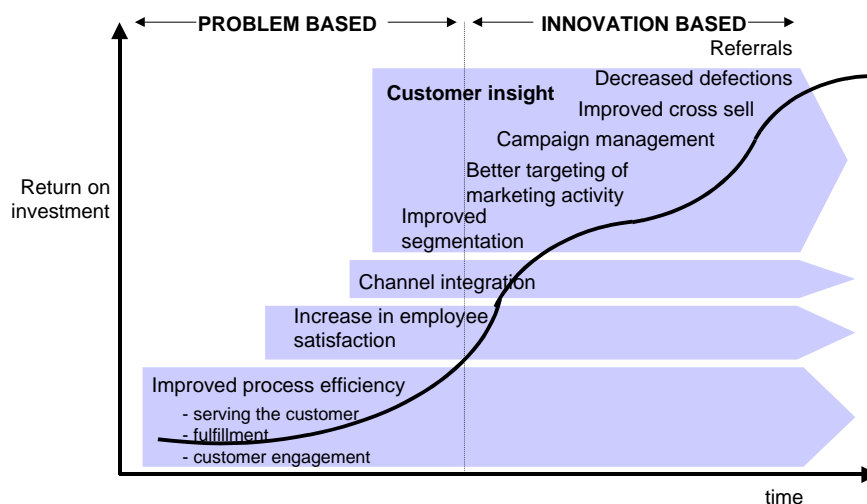 PROBLEM BASED
INNOVATION BASED
Referrals
Decreased defections
Customer insight
Improved cross sell
Campaign management
Better targeting of
marketing activity
Return on
investment
Improved
segmentation
Channel integration
Increase in employee
satisfaction
Improved process efficiency
- serving the customer
- fulfillment
- customer engagement
time